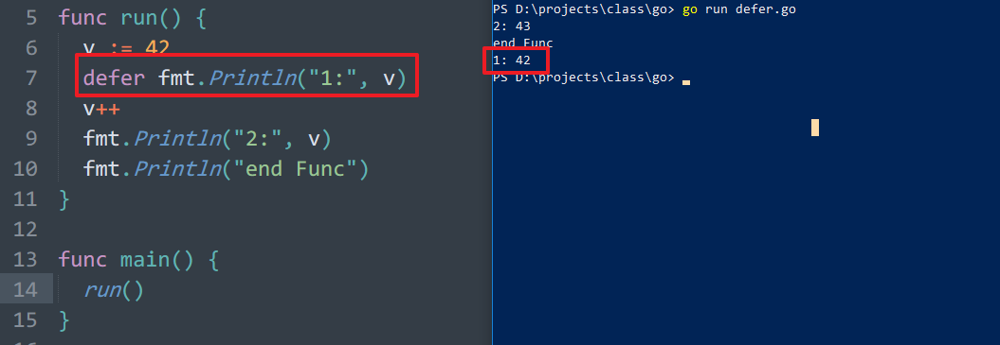 5 func run() {
6 v := 42
7 defer fmt.Println("1:", v)
8 v++
9 fmt.Println("2:", v)
10 fmt.Println("end Func")
11 }
12
13 func main() {
14 run()
15 }
PS D:\projects\class\go> go run defer.go
2: 43
end Func
1: 42
PS D:\projects\class\go>